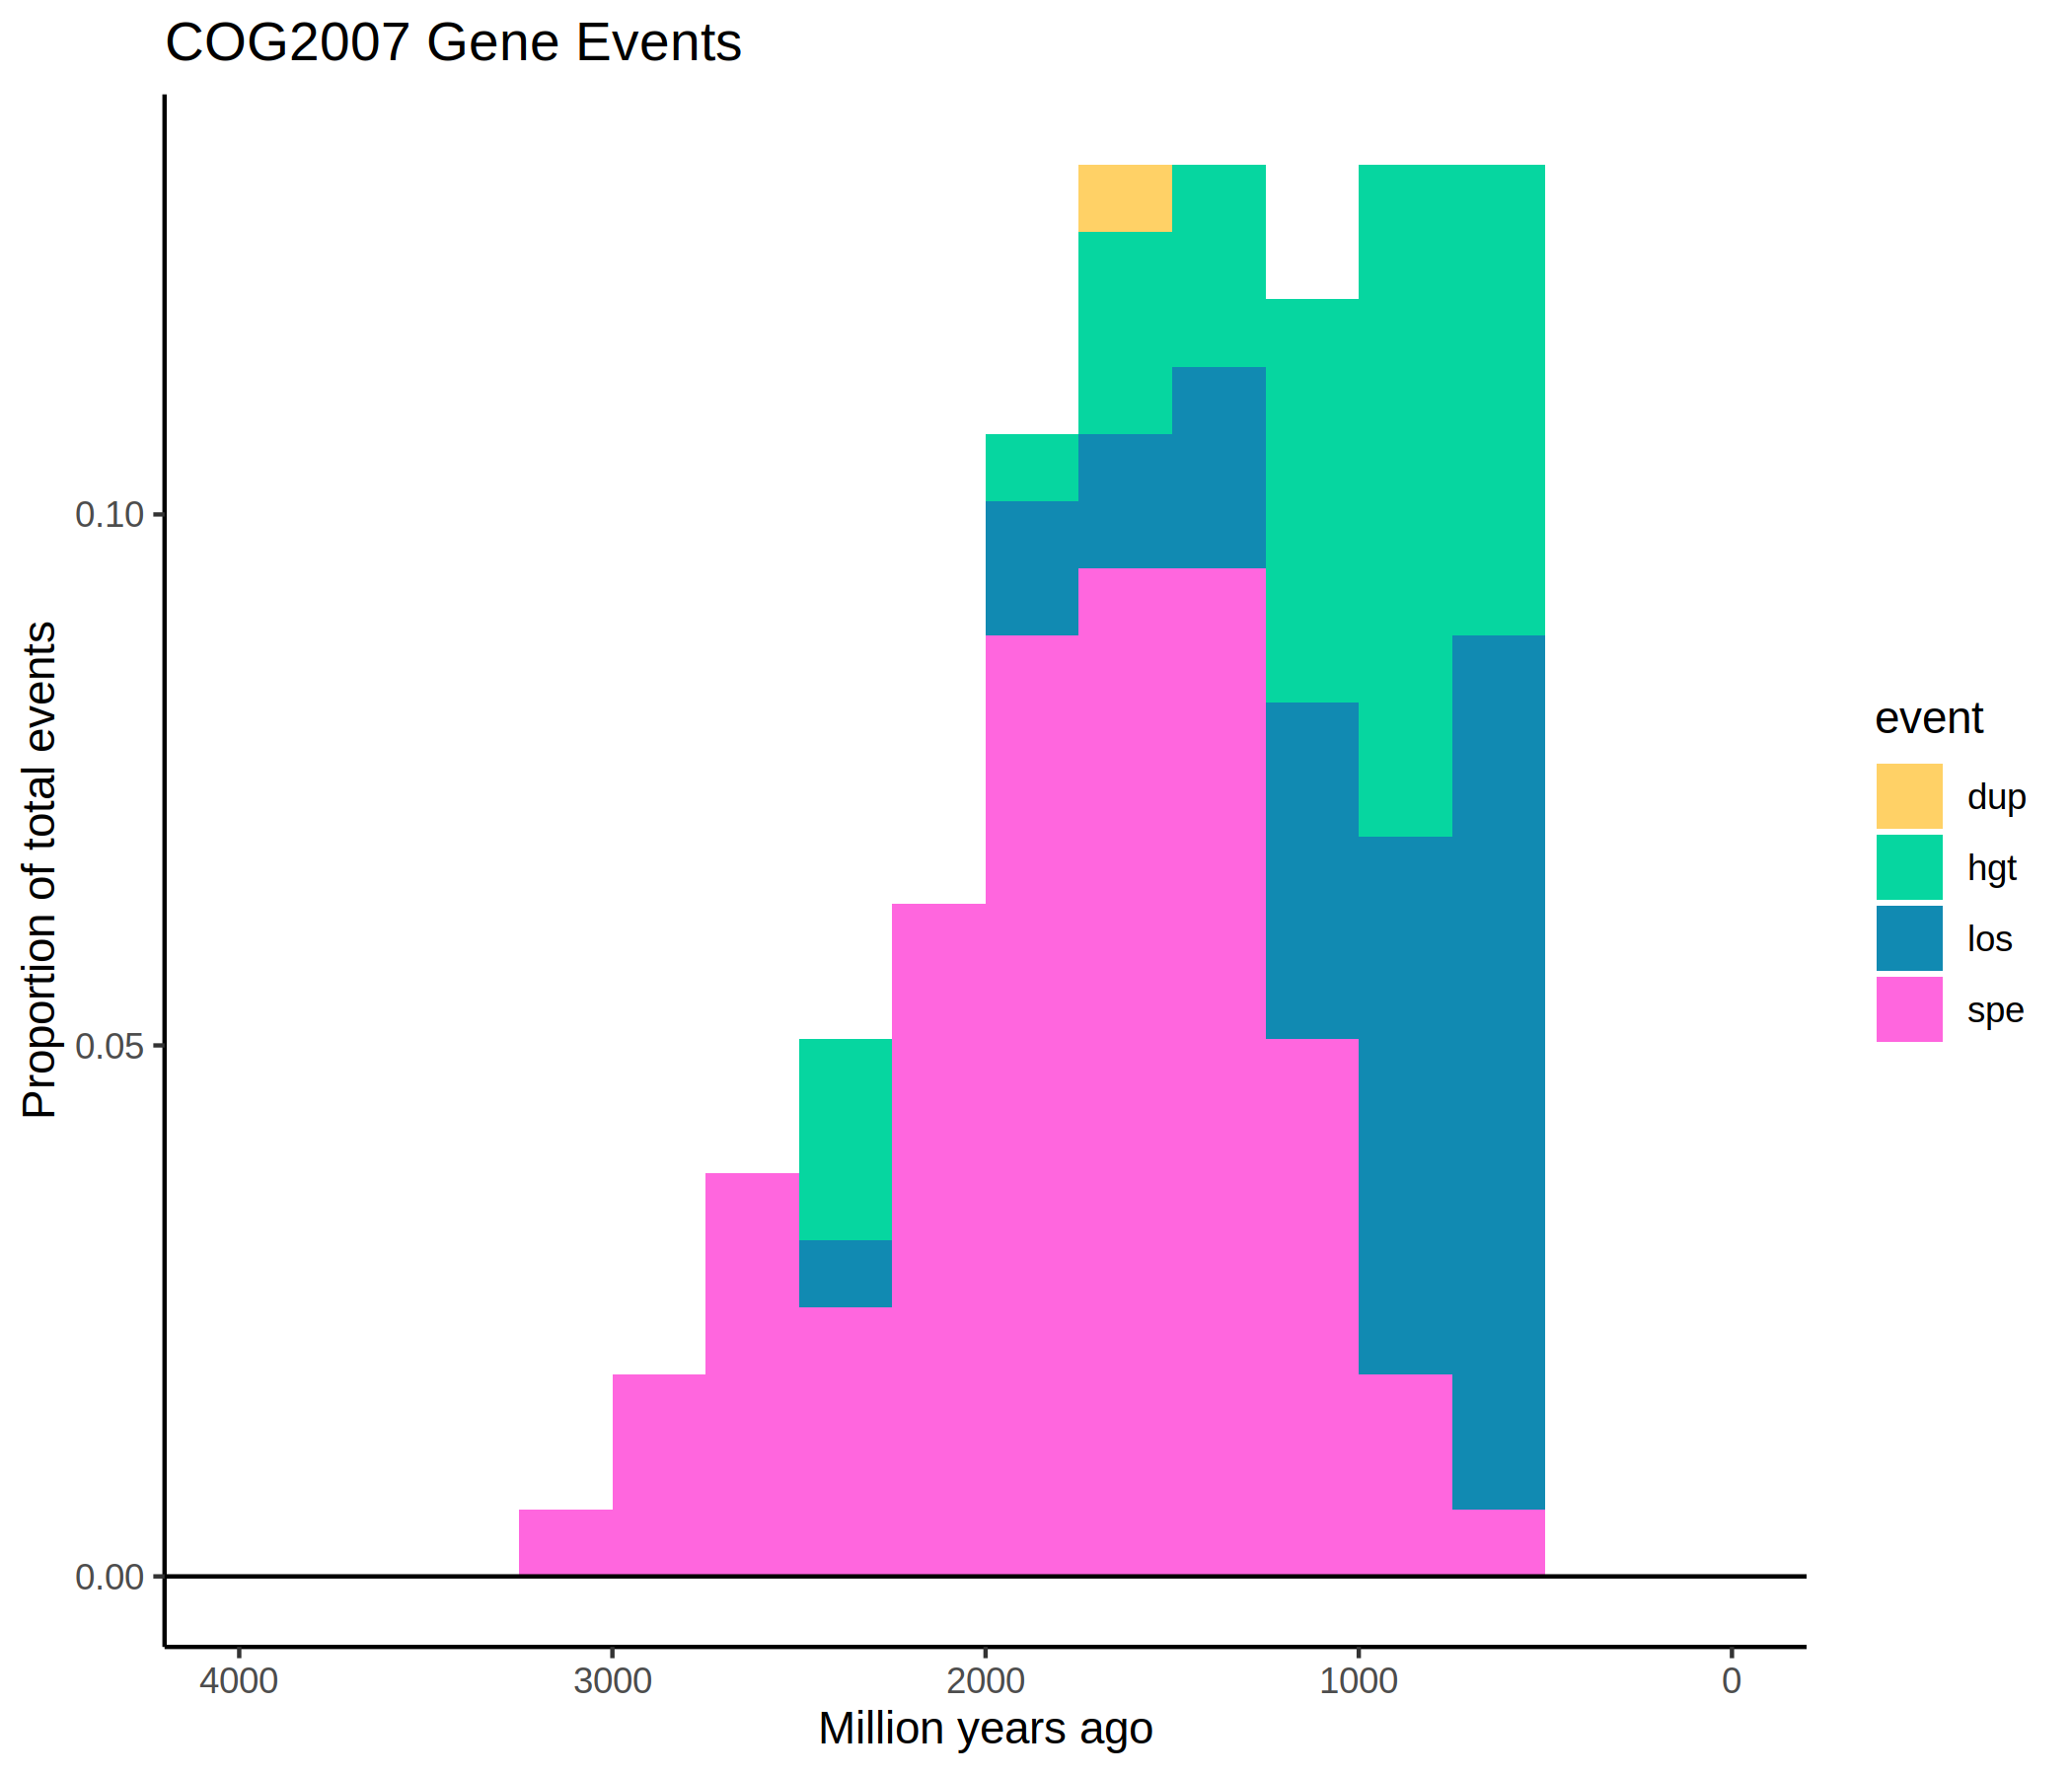 COG2007 Gene Events
Proportion of total events
0.10
0.05
0.00
4000 3000 2000 1000 0
Million years ago
event
dup
hgt
los
spe